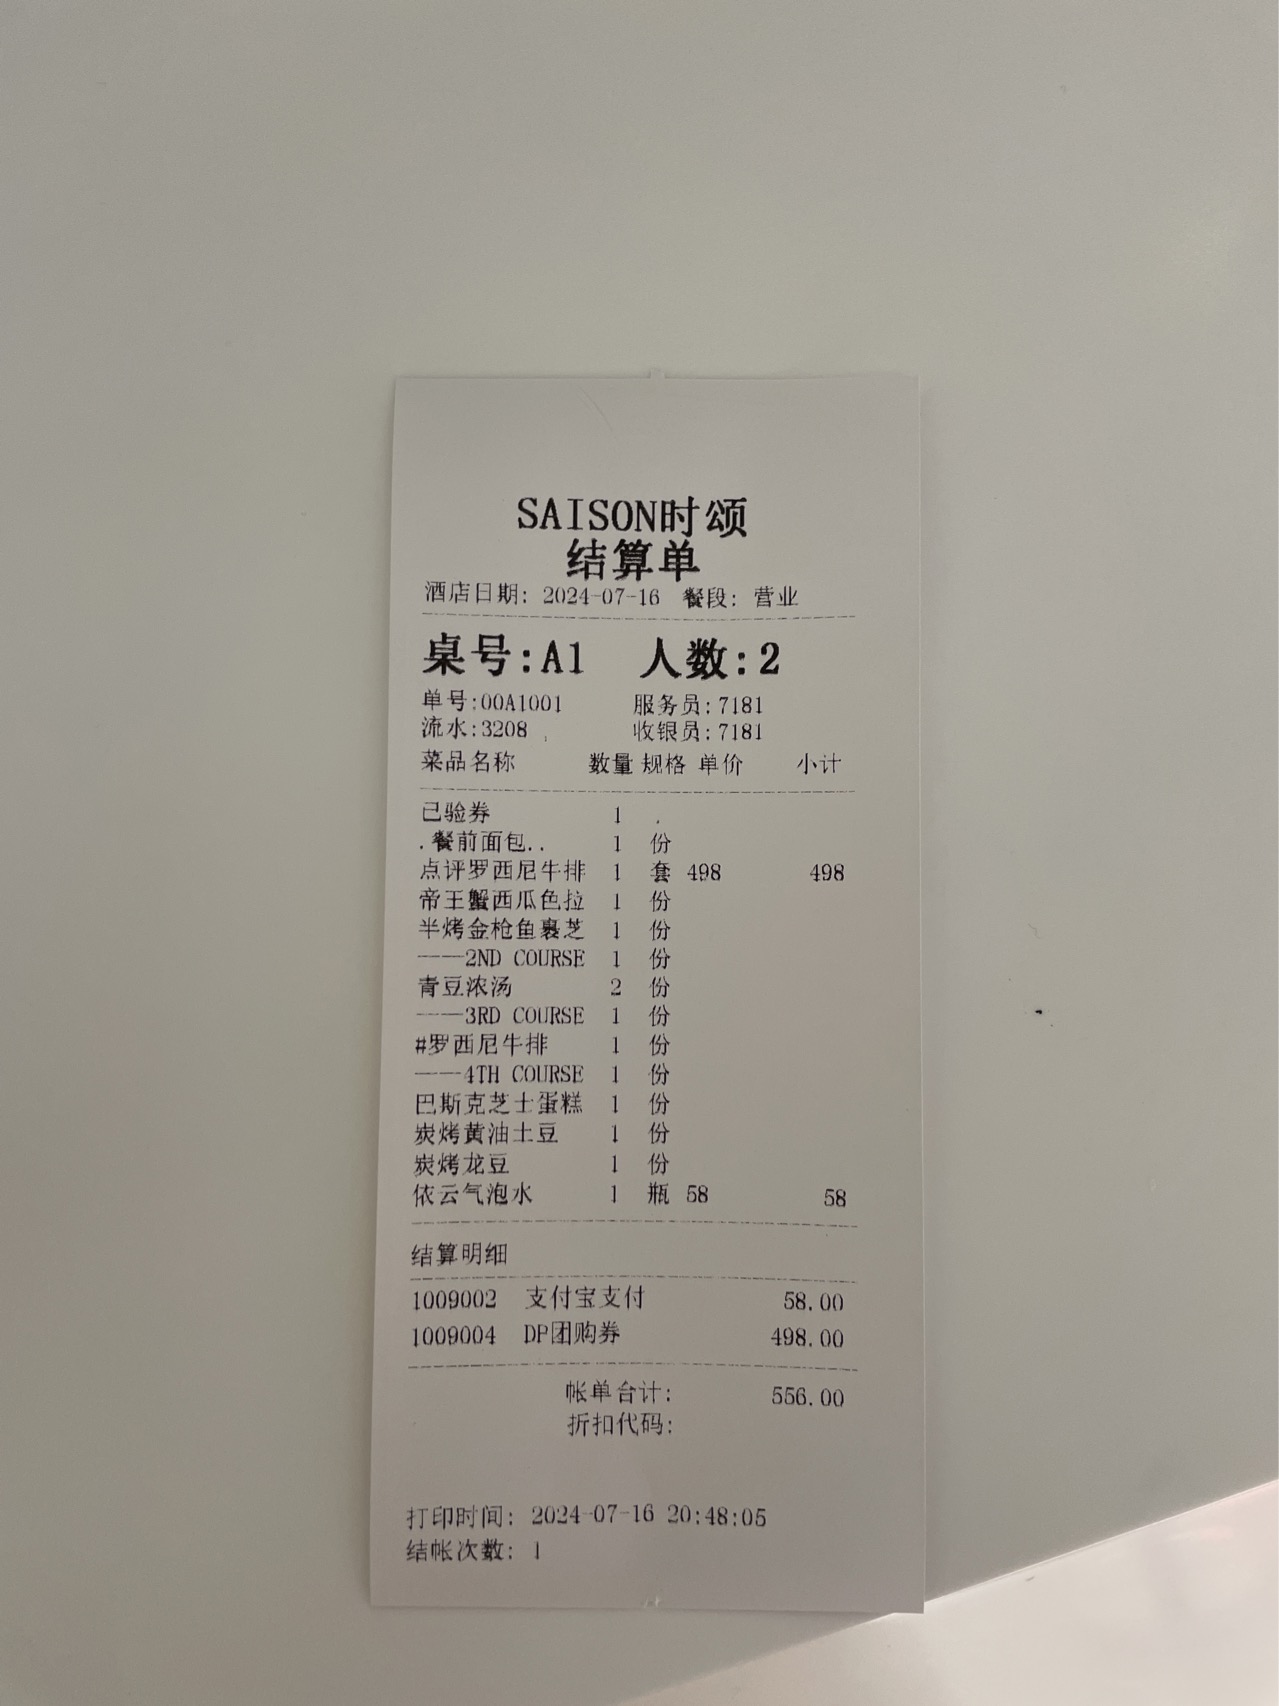 SAISON时颂
结算单
酒店日期: 2024-07-16 餐段: 营业
桌号:A1 人数:2
单号:00A1001 服务员:7181
流水:3208 收银员:7181
菜品名称 数量 规格 单价 小计
已验券 1 .
.餐前面包.. 1 份
点评罗西尼牛排 1 套 498 498
帝王蟹西瓜色拉 1 份
半烤金枪鱼裹芝 1 份
----2ND COURSE 1 份
青豆浓汤 2 份
----3RD COURSE 1 份
#罗西尼牛排 1 份
----4TH COURSE 1 份
巴斯克芝士蛋糕 1 份
炭烤黄油土豆 1 份
炭烤龙豆 1 份
依云气泡水 1 瓶 58 58
结算明细
1009002 支付宝支付 58.00
1009004 DP团购券 498.00
帐单合计: 556.00
折扣代码:
打印时间: 2024-07-16 20:48:05
结帐次数: 1